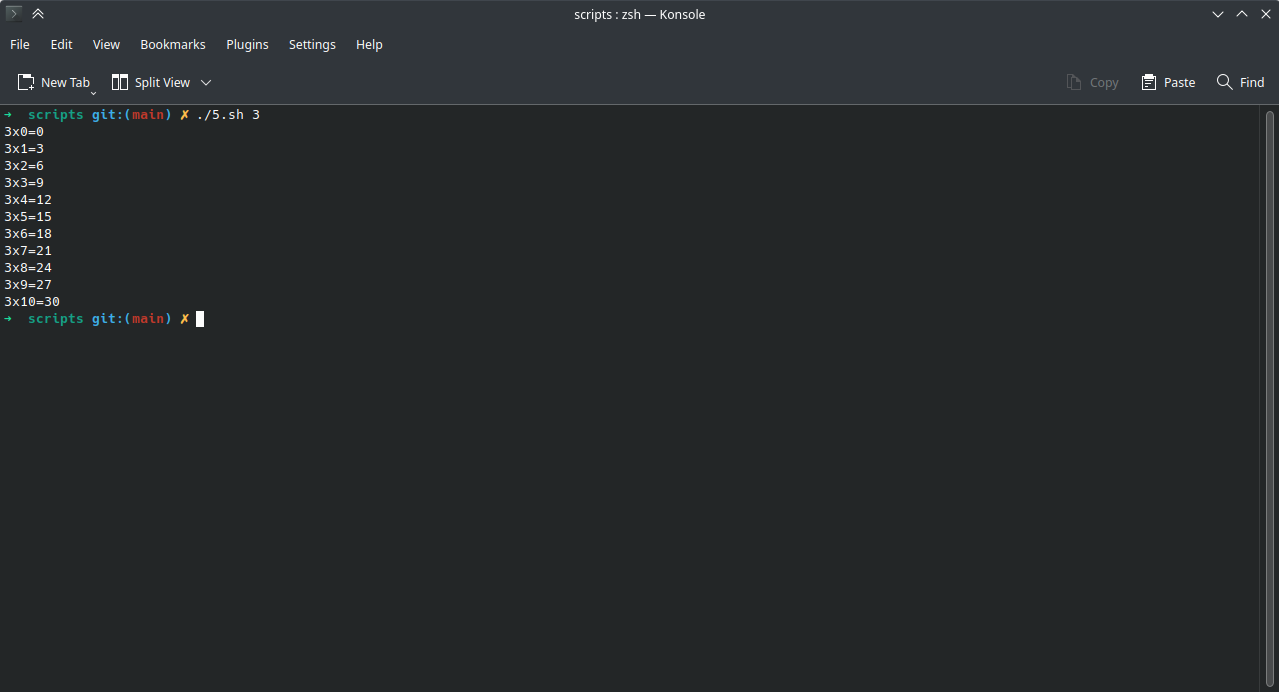 scripts : zsh — Konsole
File Edit View Bookmarks Plugins Settings Help
New Tab Split View Copy Paste Find
➜  scripts git:(main) ✗ ./5.sh 3
3x0=0
3x1=3
3x2=6
3x3=9
3x4=12
3x5=15
3x6=18
3x7=21
3x8=24
3x9=27
3x10=30
➜  scripts git:(main) ✗